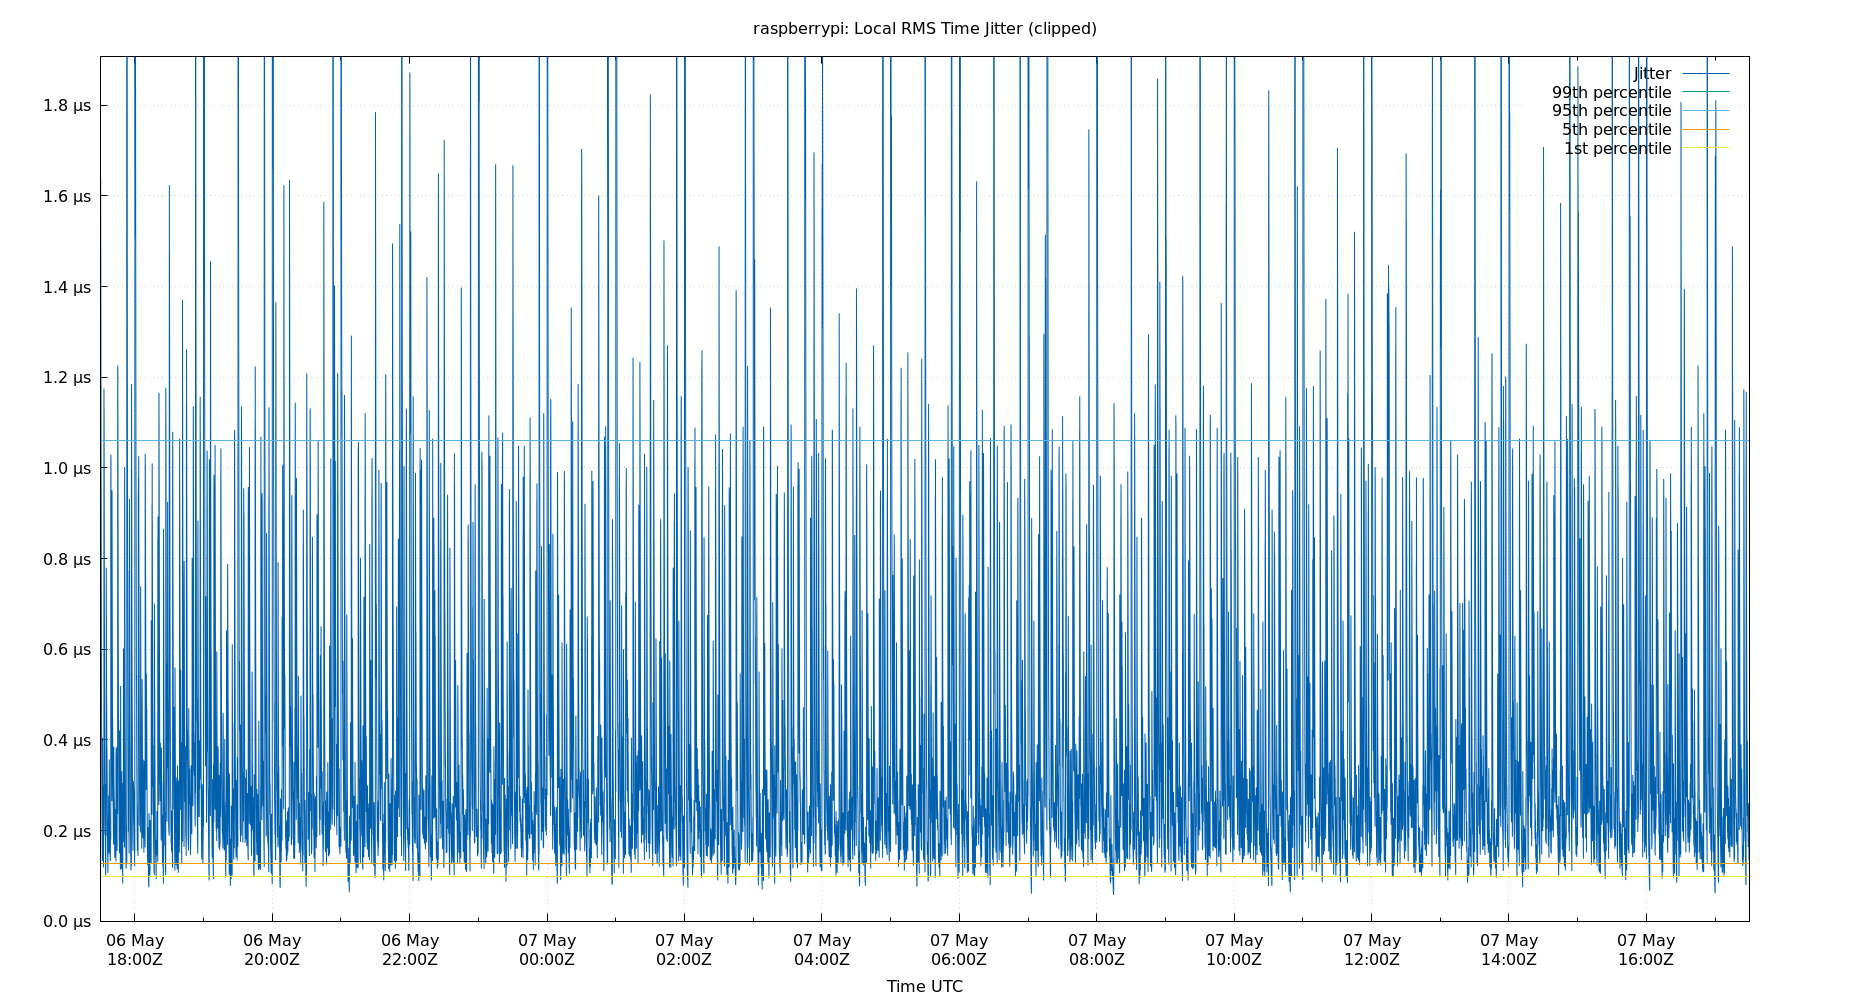 raspberrypi: Local RMS Time Jitter (clipped)
Jitter
99th percentile
95th percentile
5th percentile
1st percentile
1.8 µs
1.6 µs
1.4 µs
1.2 µs
1.0 µs
0.8 µs
0.6 µs
0.4 µs
0.2 µs
0.0 µs
06 May 06 May 06 May 07 May 07 May 07 May 07 May 07 May 07 May 07 May 07 May 07 May
18:00Z 20:00Z 22:00Z 00:00Z 02:00Z 04:00Z 06:00Z 08:00Z 10:00Z 12:00Z 14:00Z 16:00Z
Time UTC